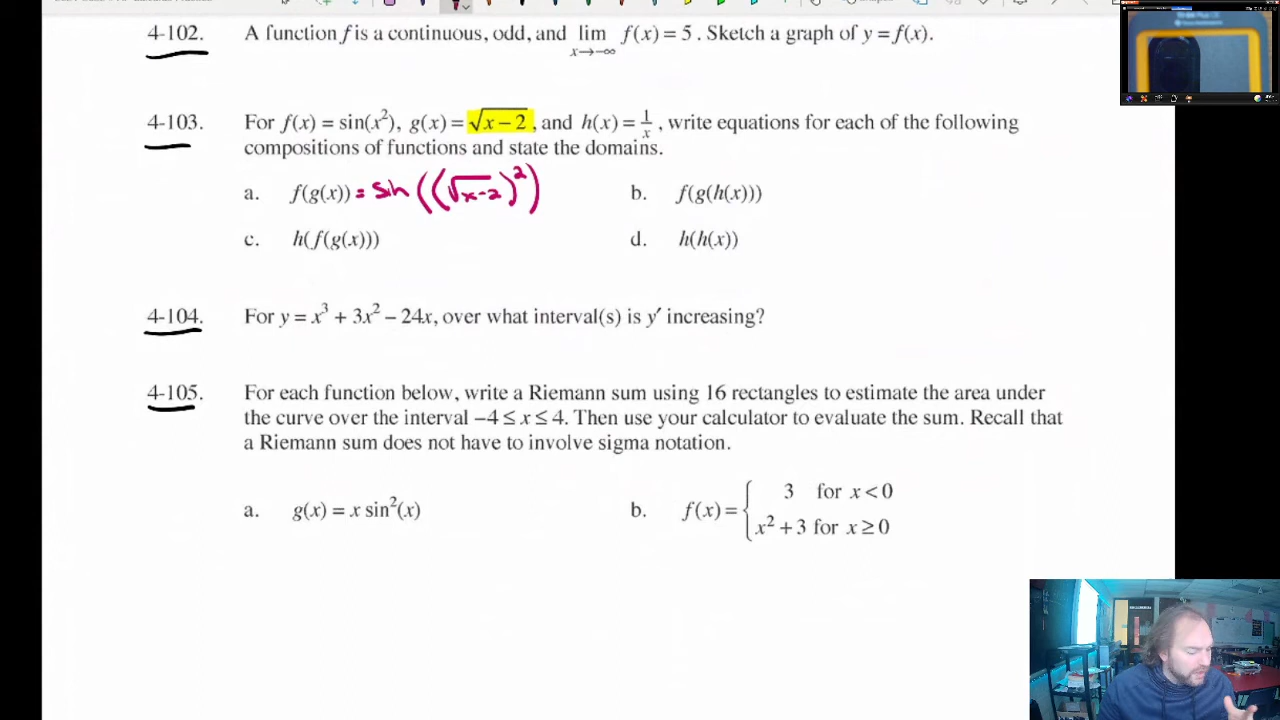 4-102. A function f is a continuous, odd, and lim x→−∞ f(x) = 5. Sketch a graph of y = f(x).
4-103. For f(x) = sin(x²), g(x) = √(x − 2), and h(x) = 1/x, write equations for each of the following
compositions of functions and state the domains.
a. f(g(x)) = sin((√(x-2))²)
b. f(g(h(x)))
c. h(f(g(x)))
d. h(h(x))
4-104. For y = x³ + 3x² − 24x, over what interval(s) is y′ increasing?
4-105. For each function below, write a Riemann sum using 16 rectangles to estimate the area under
the curve over the interval −4 ≤ x ≤ 4. Then use your calculator to evaluate the sum. Recall that
a Riemann sum does not have to involve sigma notation.
a. g(x) = x sin²(x)
b. f(x) = { 3 for x < 0
x² + 3 for x ≥ 0